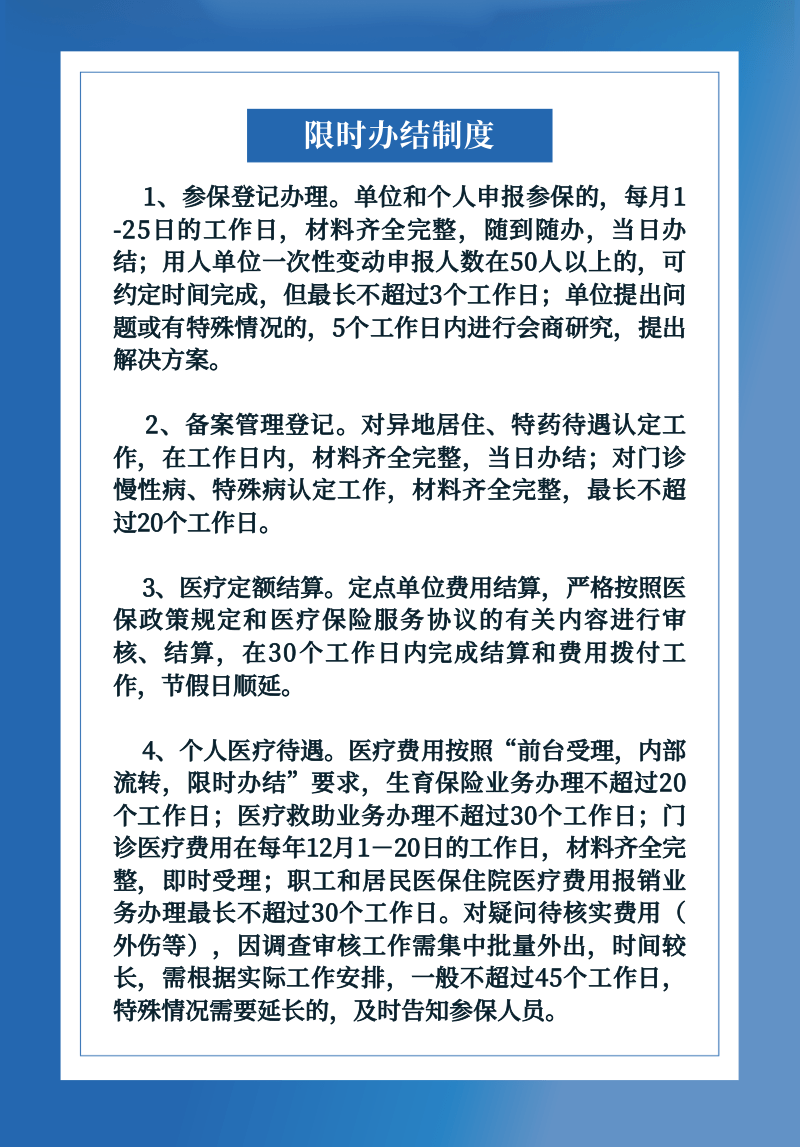 限时办结制度
1、参保登记办理。单位和个人申报参保的，每月1
-25日的工作日，材料齐全完整，随到随办，当日办
结；用人单位一次性变动申报人数在50人以上的，可
约定时间完成，但最长不超过3个工作日；单位提出问
题或有特殊情况的，5个工作日内进行会商研究，提出
解决方案。
2、备案管理登记。对异地居住、特药待遇认定工
作，在工作日内，材料齐全完整，当日办结；对门诊
慢性病、特殊病认定工作，材料齐全完整，最长不超
过20个工作日。
3、医疗定额结算。定点单位费用结算，严格按照医
保政策规定和医疗保险服务协议的有关内容进行审
核、结算，在30个工作日内完成结算和费用拨付工
作，节假日顺延。
4、个人医疗待遇。医疗费用按照“前台受理，内部
流转，限时办结”要求，生育保险业务办理不超过20
个工作日；医疗救助业务办理不超过30个工作日；门
诊医疗费用在每年12月1－20日的工作日，材料齐全完
整，即时受理；职工和居民医保住院医疗费用报销业
务办理最长不超过30个工作日。对疑问待核实费用（
外伤等），因调查审核工作需集中批量外出，时间较
长，需根据实际工作安排，一般不超过45个工作日，
特殊情况需要延长的，及时告知参保人员。